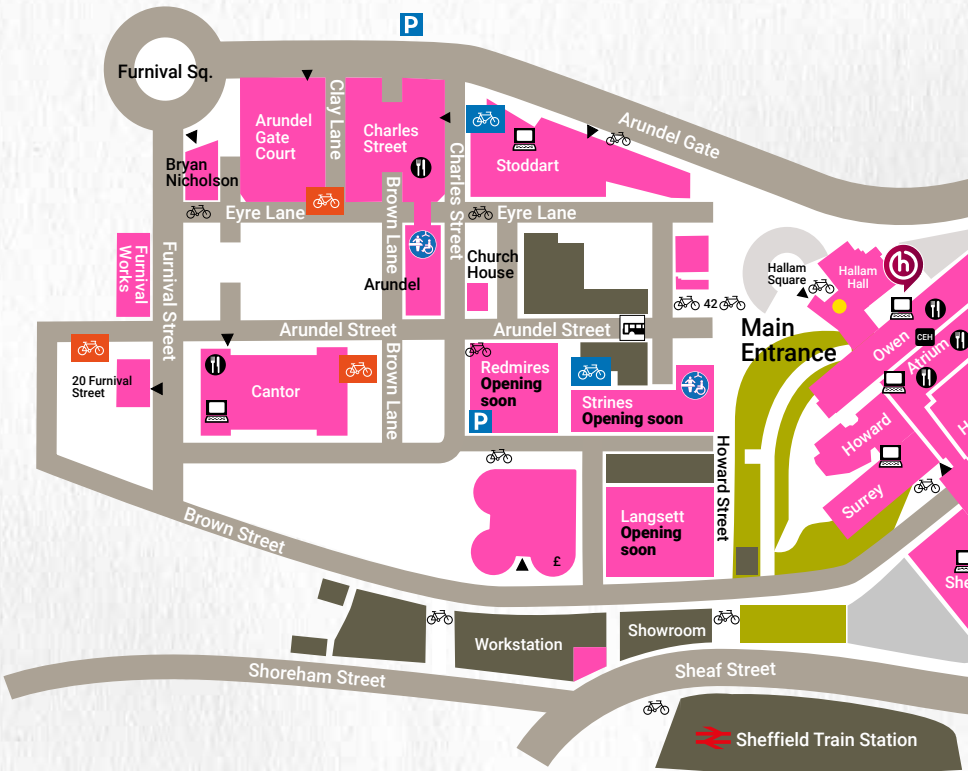 P
Furnival Sq.
Arundel
Gate
Court
Clay Lane
Charles
Street
Charles Street
Stoddart
Arundel Gate
Bryan
Nicholson
Eyre Lane
Brown Lane
Eyre Lane
Furnival
Works
Furnival Street
Arundel
Church
House
42
Hallam
Square
Hallam
Hall
h
Main
Entrance
Owen
CEH
Atrium
Arundel Street
Arundel Street
20 Furnival
Street
Cantor
Brown Lane
Redmires
Opening
soon
P
Strines
Opening soon
Howard
H
Surrey
Howard Street
Langsett
Opening
soon
£
Brown Street
She
Workstation
Showroom
Shoreham Street
Sheaf Street
Sheffield Train Station